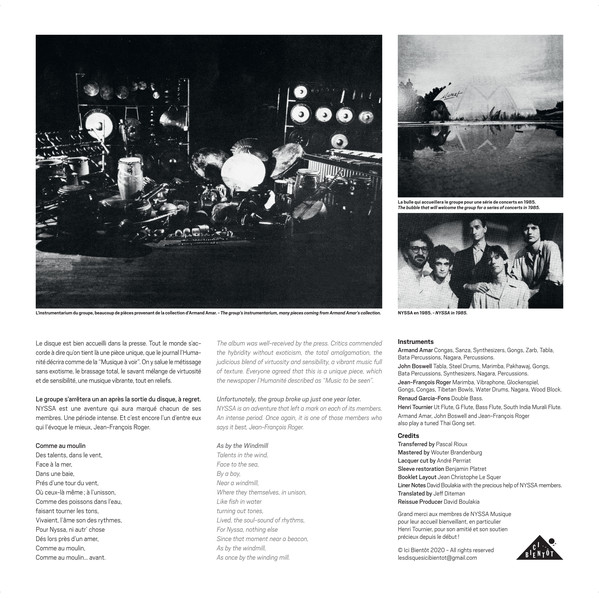 L'instrumentarium du groupe, beaucoup de pièces provenant de la collection d'Armand Amar. - The group's instrumentarium, many pieces coming from Armand Amar's collection.
La bulle qui accueillera le groupe pour une série de concerts en 1985.
The bubble that will welcome the group for a series of concerts in 1985.
NYSSA en 1985. - NYSSA in 1985.
Le disque est bien accueilli dans la presse. Tout le monde s'ac-
corde à dire qu'on tient là une pièce unique, que le journal l'Huma-
nité décrira comme de la "Musique à voir". On y salue le métissage
sans exotisme, le brassage total, le savant mélange de virtuosité
et de sensibilité, une musique vibrante, tout en reliefs.
Le groupe s'arrêtera un an après la sortie du disque, à regret.
NYSSA est une aventure qui aura marqué chacun de ses
membres. Une période intense. Et c'est encore l'un d'entre eux
qui l'évoque le mieux, Jean-François Roger.
Comme au moulin
Des talents, dans le vent,
Face à la mer,
Dans une baie,
Près d'une tour du vent,
Où ceux-là même ; à l'unisson,
Comme des poissons dans l'eau,
faisant tourner les tons,
Vivaient, l'âme son des rythmes.
Pour Nyssa, ni autr' chose
Dès lors près d'un amer,
Comme au moulin,
Comme au moulin... avant.
The album was well-received by the press. Critics commended
the hybridity without exoticism, the total amalgamation, the
judicious blend of virtuosity and sensibility, a vibrant music full
of texture. Everyone agreed that this is a unique piece, which
the newspaper l'Humanité described as "Music to be seen".
Unfortunately, the group broke up just one year later.
NYSSA is an adventure that left a mark on each of its members.
An intense period. Once again, it is one of those members who
says it best, Jean-François Roger.
As by the Windmill
Talents in the wind,
Face to the sea,
By a bay,
Near a windmill,
Where they themselves, in unison,
Like fish in water
turning out tones,
Lived, the soul-sound of rhythms.
For Nyssa, nothing else
Since that moment near a beacon,
As by the windmill,
As once by the winding mill.
Instruments
Armand Amar Congas, Sanza, Synthesizers, Gongs, Zarb, Tabla,
Bata Percussions, Nagara, Percussions.
John Boswell Tabla, Steel Drums, Marimba, Pakhawaj, Gongs,
Bata Percussions, Synthesizers, Nagara, Percussions.
Jean-François Roger Marimba, Vibraphone, Glockenspiel,
Gongs, Congas, Tibetan Bowls, Water Drums, Nagara, Wood Block.
Renaud Garcia-Fons Double Bass.
Henri Tournier Ut Flute, G Flute, Bass Flute, South India Murali Flute.
Armand Amar, John Boswell and Jean-François Roger
also play a tuned Thaï Gong set.
Credits
Transferred by Pascal Rioux
Mastered by Wouter Brandenburg
Lacquer cut by André Perriat
Sleeve restoration Benjamin Platret
Booklet Layout Jean Christophe Le Squer
Liner Notes David Boulakia with the precious help of NYSSA members.
Translated by Jeff Diteman
Reissue Producer David Boulakia
Grand merci aux membres de NYSSA Musique
pour leur accueil bienveillant, en particulier
Henri Tournier, pour son amitié et son soutien
précieux depuis le début !
© Ici Bientôt 2020 - All rights reserved
lesdisquesicibientot@gmail.com
ICI
BIENTÔT